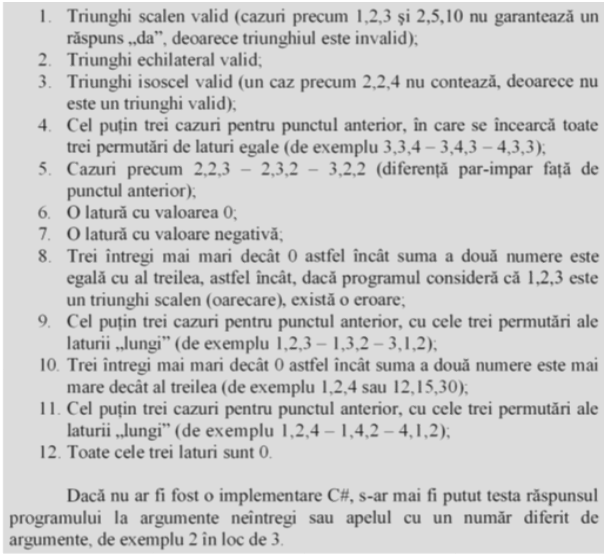 1. Triunghi scalen valid (cazuri precum 1,2,3 și 2,5,10 nu garantează un
răspuns „da”, deoarece triunghiul este invalid);
2. Triunghi echilateral valid;
3. Triunghi isoscel valid (un caz precum 2,2,4 nu contează, deoarece nu
este un triunghi valid);
4. Cel puțin trei cazuri pentru punctul anterior, în care se încearcă toate
trei permutări de laturi egale (de exemplu 3,3,4 – 3,4,3 – 4,3,3);
5. Cazuri precum 2,2,3 – 2,3,2 – 3,2,2 (diferență par-impar față de
punctul anterior);
6. O latură cu valoarea 0;
7. O latură cu valoare negativă;
8. Trei întregi mai mari decât 0 astfel încât suma a două numere este
egală cu al treilea, astfel încât, dacă programul consideră că 1,2,3 este
un triunghi scalen (oarecare), există o eroare;
9. Cel puțin trei cazuri pentru punctul anterior, cu cele trei permutări ale
laturii „lungi” (de exemplu 1,2,3 – 1,3,2 – 3,1,2);
10. Trei întregi mai mari decât 0 astfel încât suma a două numere este mai
mare decât al treilea (de exemplu 1,2,4 sau 12,15,30);
11. Cel puțin trei cazuri pentru punctul anterior, cu cele trei permutări ale
laturii „lungi” (de exemplu 1,2,4 – 1,4,2 – 4,1,2);
12. Toate cele trei laturi sunt 0.
Dacă nu ar fi fost o implementare C#, s-ar mai fi putut testa răspunsul
programului la argumente neîntregi sau apelul cu un număr diferit de
argumente, de exemplu 2 în loc de 3.